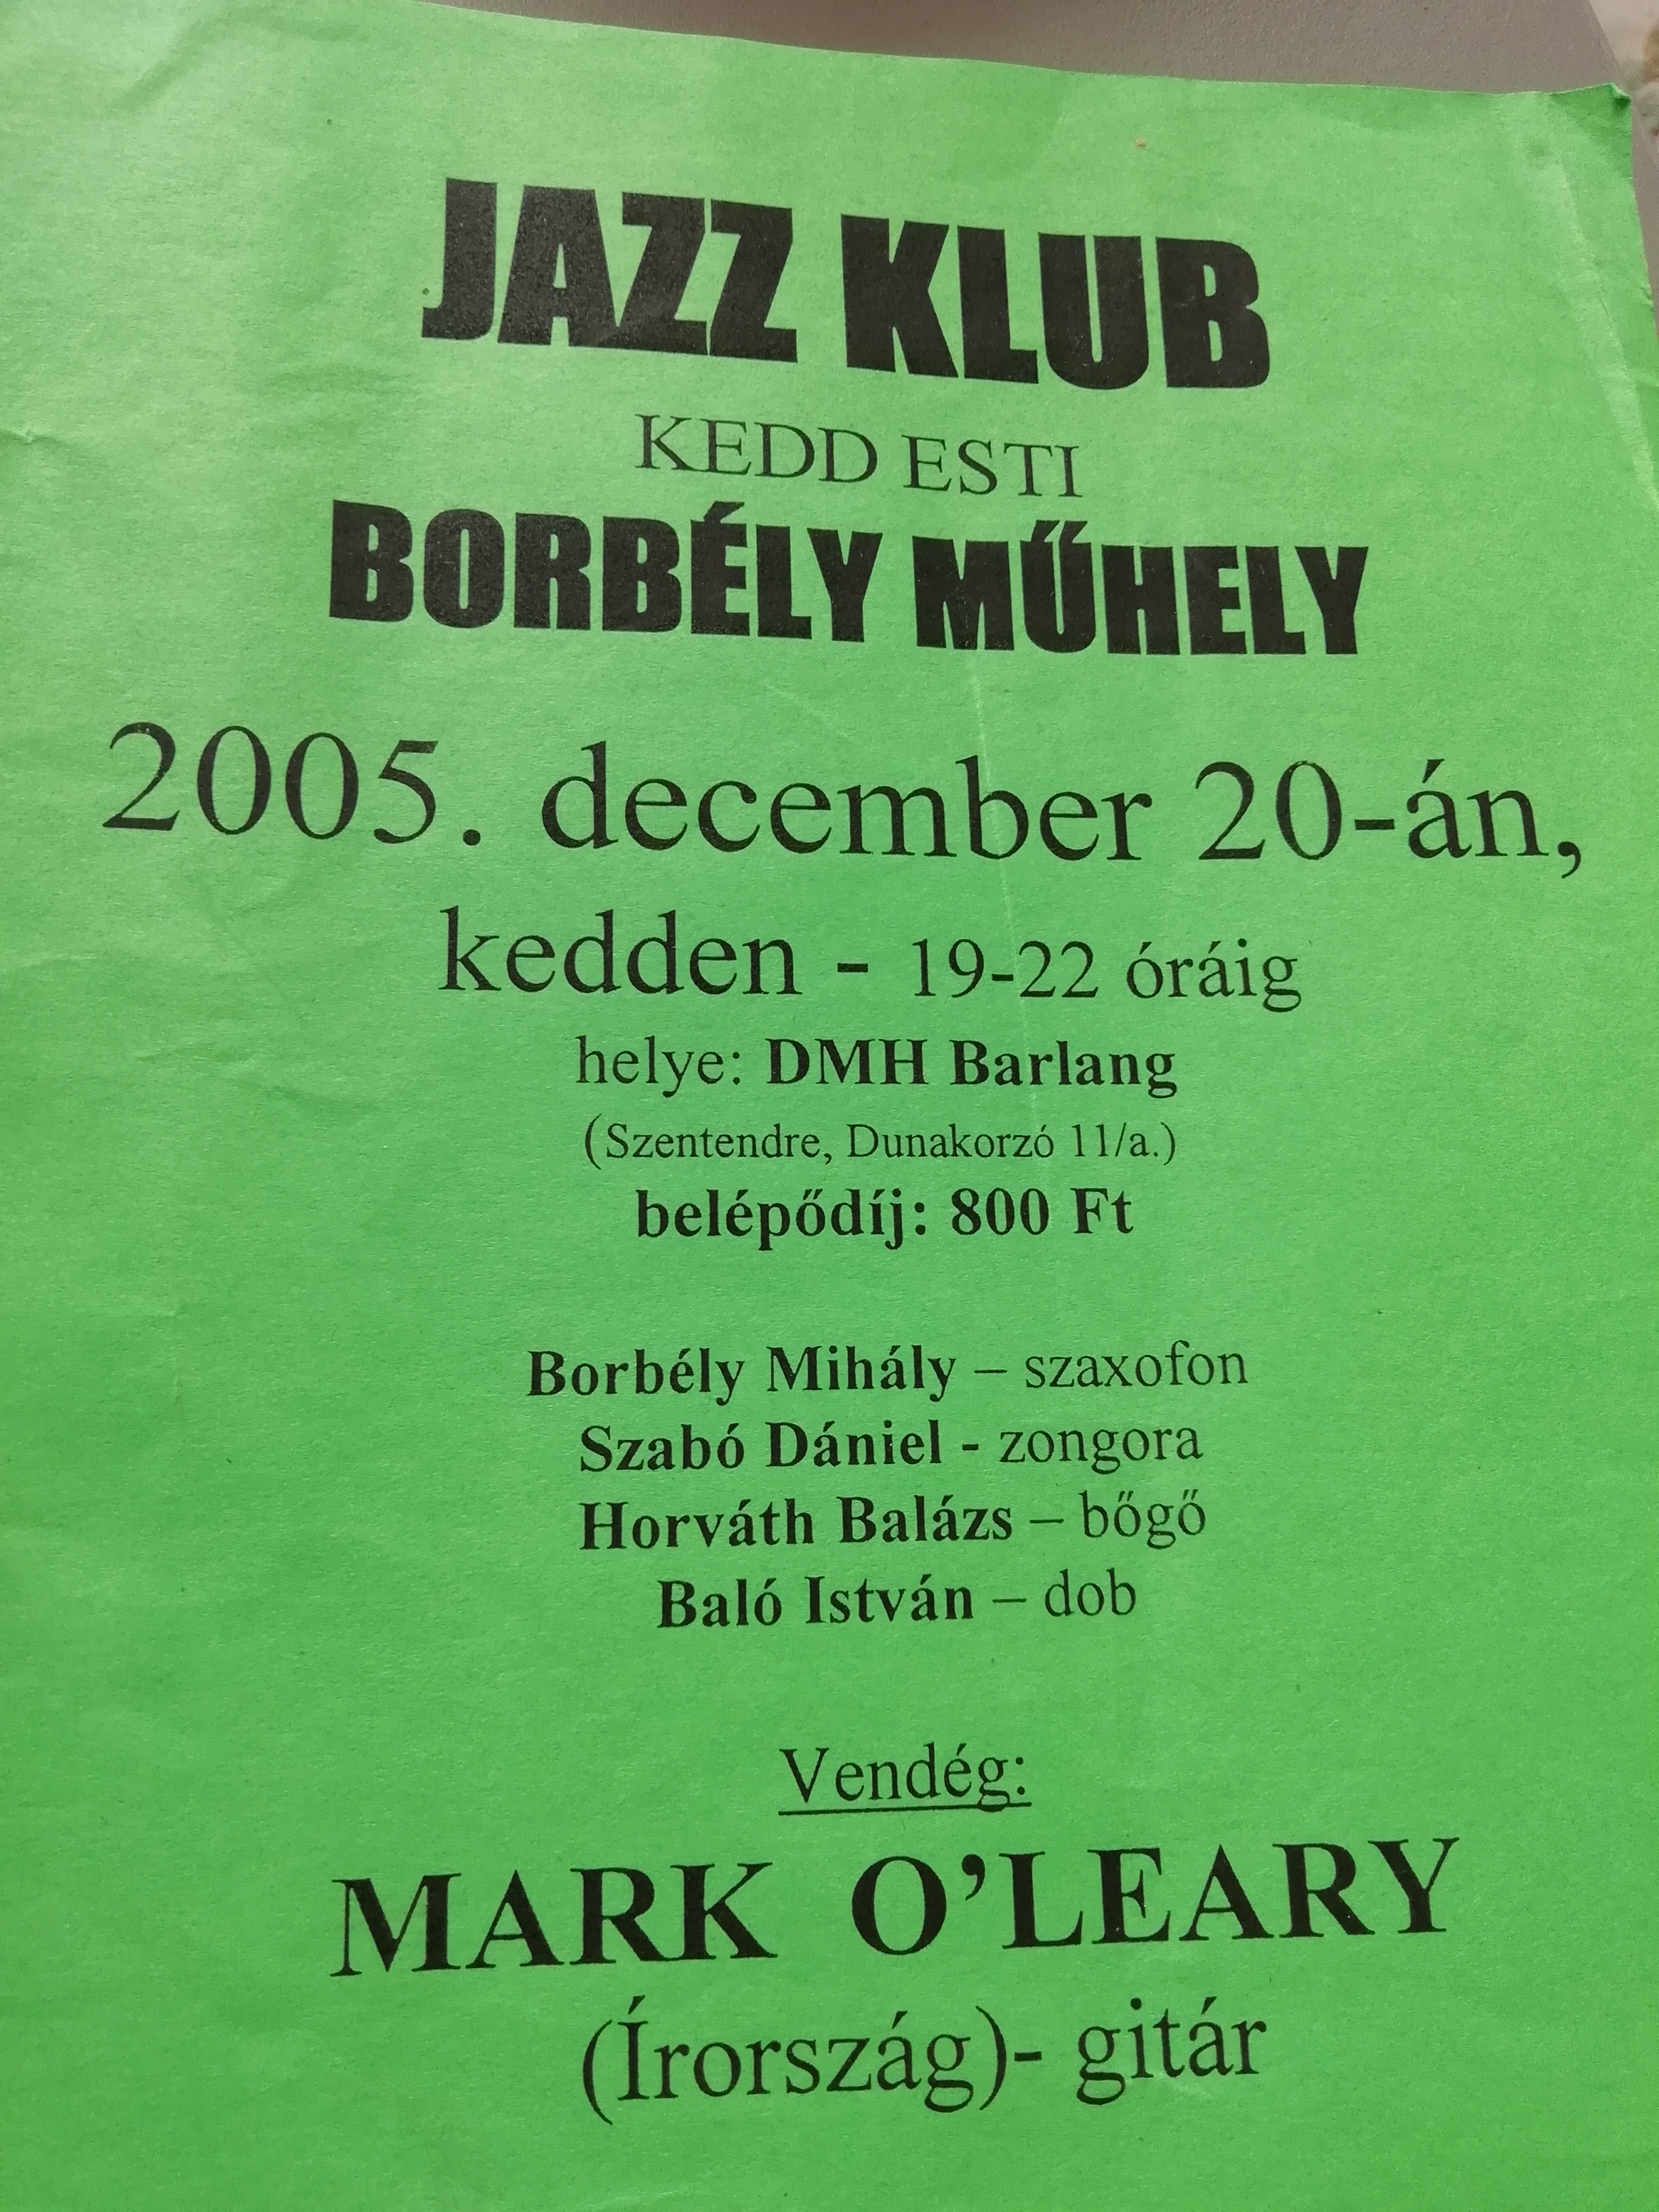 JAZZ KLUB
KEDD ESTI
BORBÉLY MŰHELY
2005. december 20-án,
kedden - 19-22 óráig
helye: DMH Barlang
(Szentendre, Dunakorzó 11/a.)
belépődíj: 800 Ft
Borbély Mihály – szaxofon
Szabó Dániel - zongora
Horváth Balázs – bőgő
Baló István – dob
Vendég:
MARK O’LEARY
(Írország)- gitár